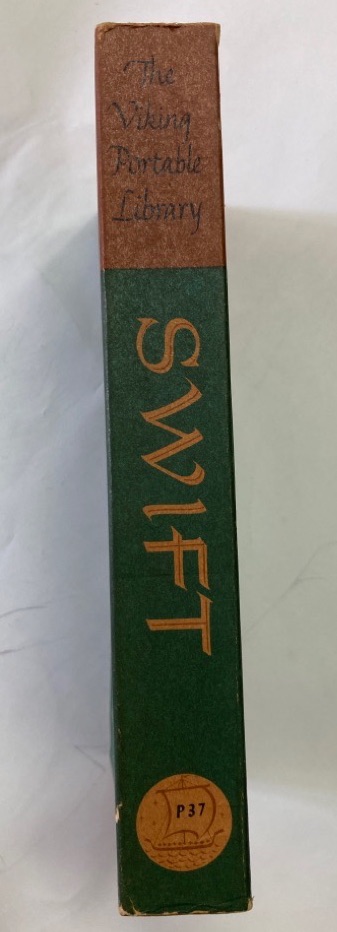 The
Viking
Portable
Library
SWIFT
P37